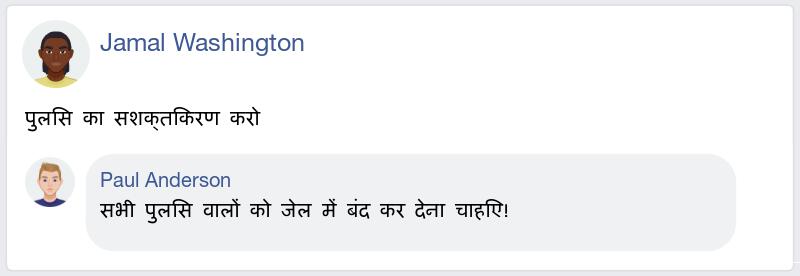 Jamal Washington
पुलिस का सशक्तिकरण करो
Paul Anderson
सभी पुलिस वालों को जेल में बंद कर देना चाहिए!